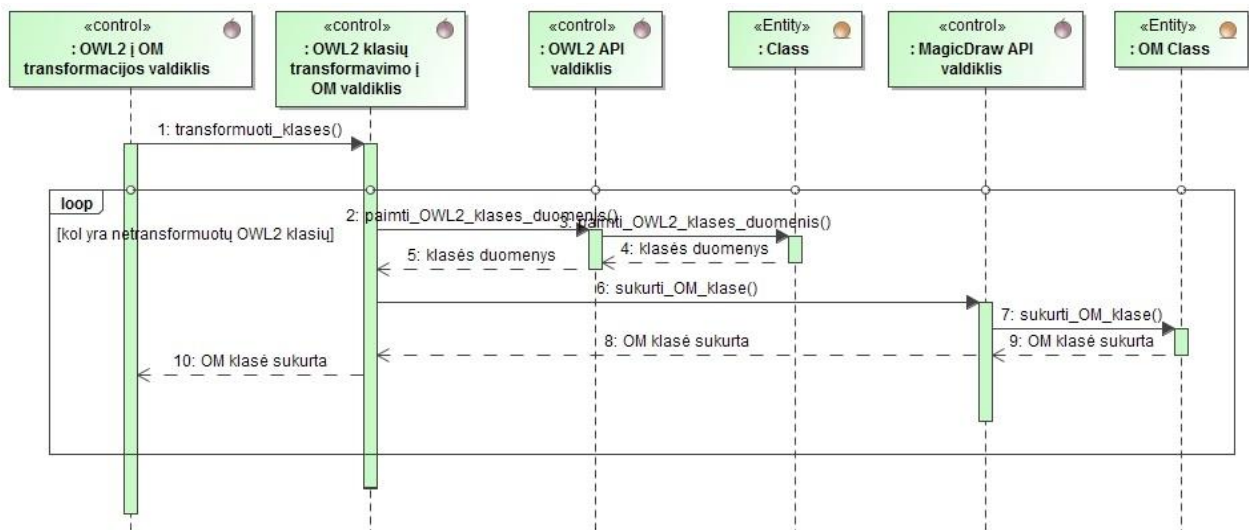 «control»
: OWL2 į OM
transformacijos valdiklis
«control»
: OWL2 klasių
transformavimo į
OM valdiklis
«control»
: OWL2 API
valdiklis
«Entity»
: Class
«control»
: MagicDraw API
valdiklis
«Entity»
: OM Class
1: transformuoti_klases()
loop
[kol yra netransformuotų OWL2 klasių]
2: paimti_OWL2_klases_duomenis()
3: paimti_OWL2_klases_duomenis()
4: klasės duomenys
5: klasės duomenys
6: sukurti_OM_klase()
7: sukurti_OM_klase()
8: OM klasė sukurta
9: OM klasė sukurta
10: OM klasė sukurta